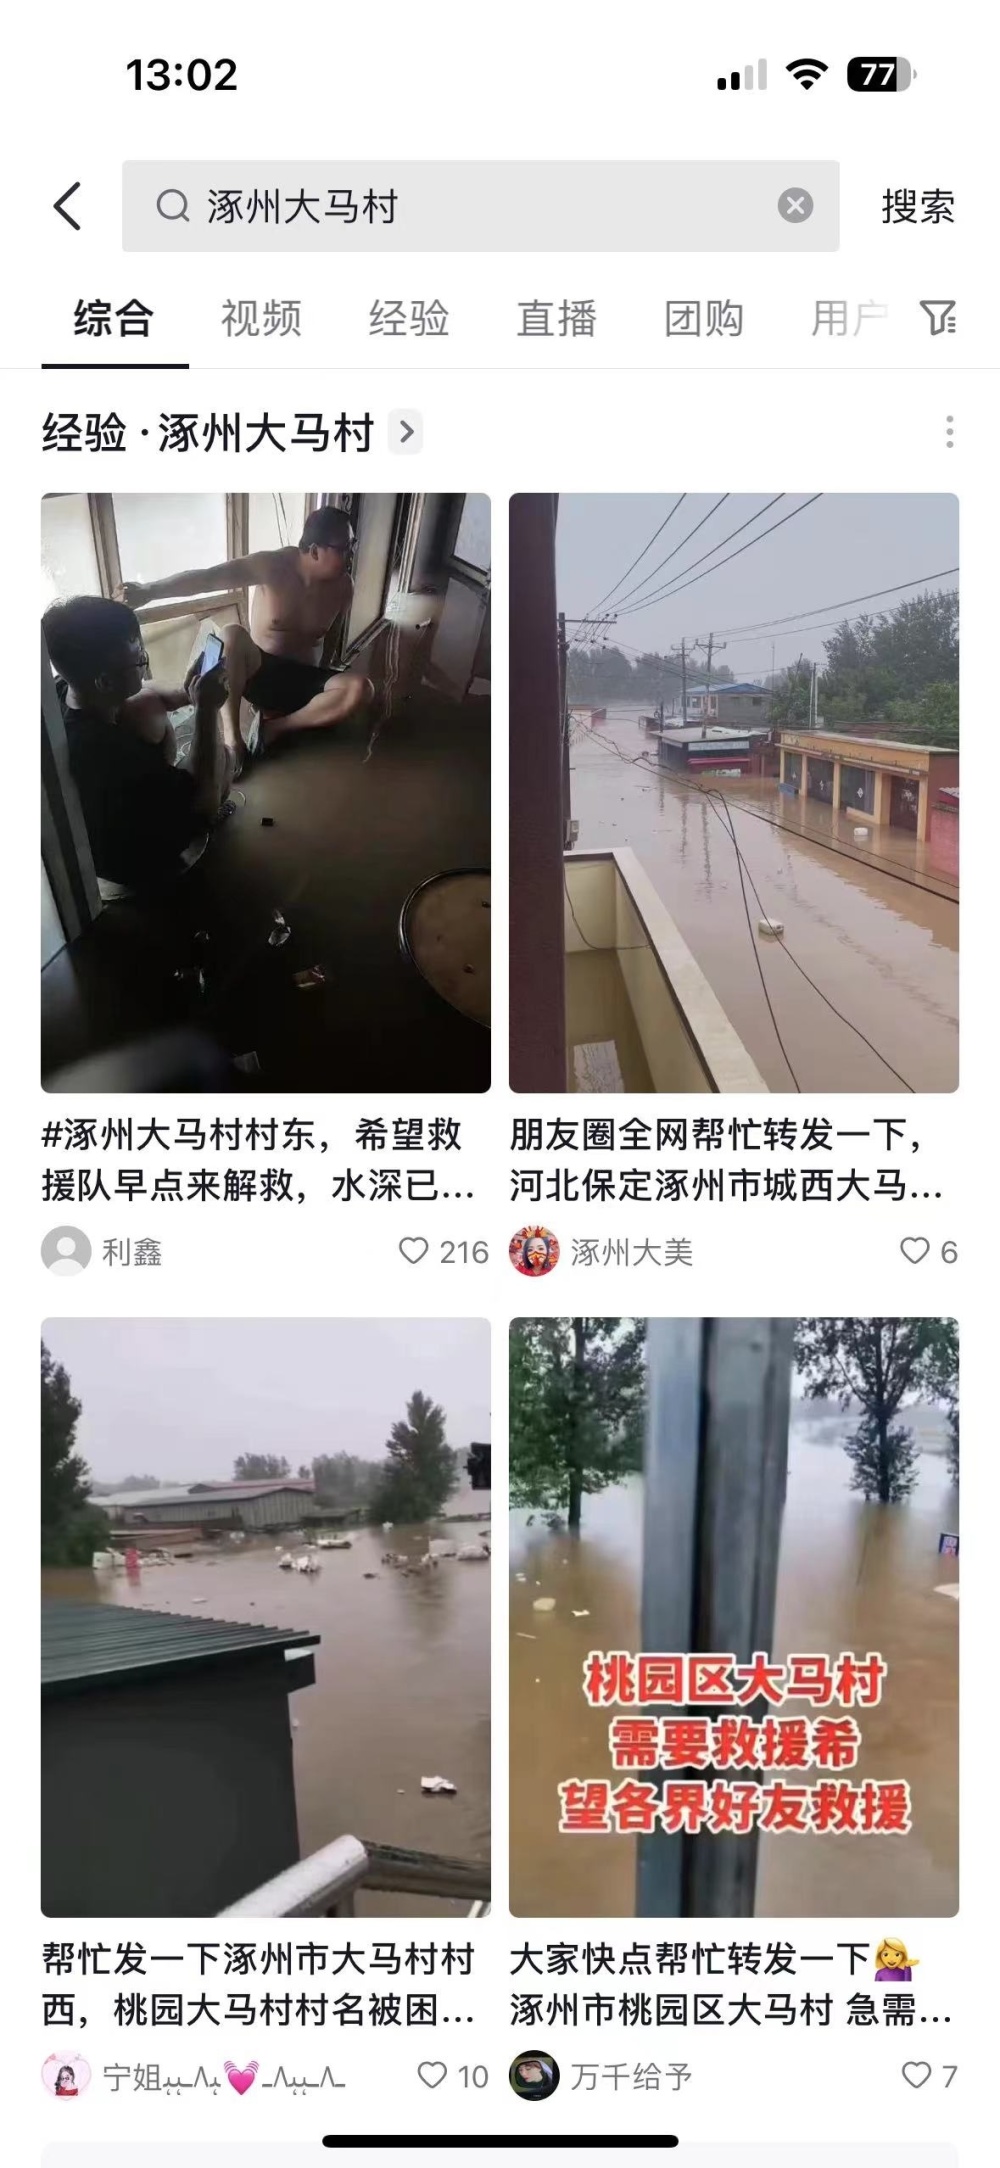 13:02
77
涿州大马村
搜索
综合 视频 经验 直播 团购 用户
经验 · 涿州大马村
#涿州大马村村东，希望救
援队早点来解救，水深已...
利鑫 216
朋友圈全网帮忙转发一下，
河北保定涿州市城西大马...
涿州大美 6
桃园区大马村
需要救援希
望各界好友救援
帮忙发一下涿州市大马村村
西，桃园大马村村名被困...
宁姐 10
大家快点帮忙转发一下💁‍♀️
涿州市桃园区大马村 急需...
万千给予 7